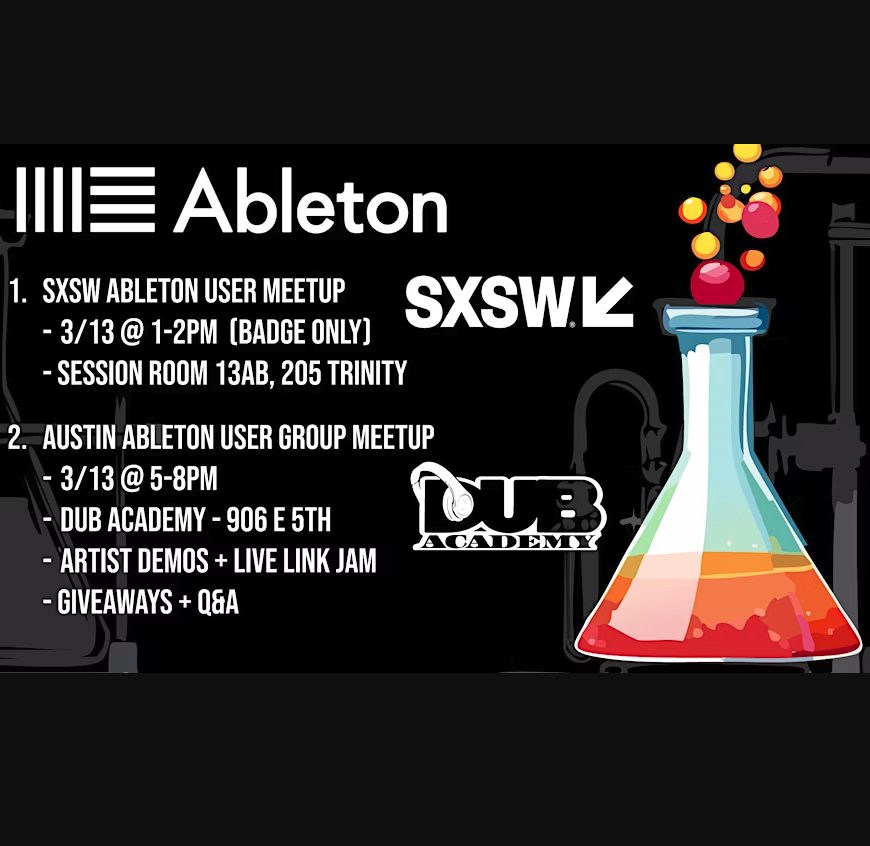 Ableton
1. SXSW ABLETON USER MEETUP
- 3/13 @ 1-2PM (BADGE ONLY)
- SESSION ROOM 13AB, 205 TRINITY
SXSW®
2. AUSTIN ABLETON USER GROUP MEETUP
- 3/13 @ 5-8PM
- DUB ACADEMY - 906 E 5TH
- ARTIST DEMOS + LIVE LINK JAM
- GIVEAWAYS + Q&A
DUB
ACADEMY